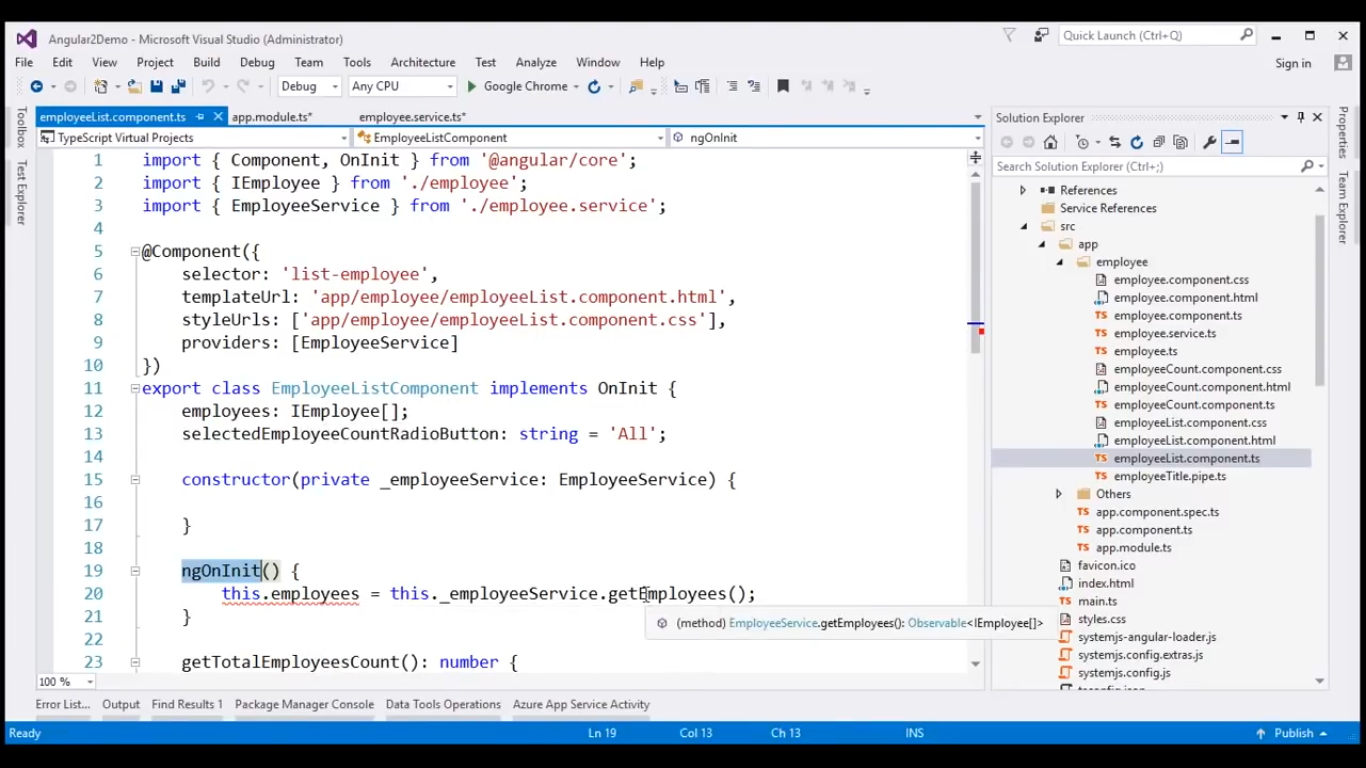 Angular2Demo - Microsoft Visual Studio (Administrator)
Quick Launch (Ctrl+Q)
File Edit View Project Build Debug Team Tools Architecture Test Analyze Window Help
Sign in
Debug Any CPU Google Chrome
Toolbox
Test Explorer
employeeList.component.ts app.module.ts* employee.service.ts*
TypeScript Virtual Projects EmployeeListComponent ngOnInit
1 import { Component, OnInit } from '@angular/core';
2 import { IEmployee } from './employee';
3 import { EmployeeService } from './employee.service';
4
5 @Component({
6 selector: 'list-employee',
7 templateUrl: 'app/employee/employeeList.component.html',
8 styleUrls: ['app/employee/employeeList.component.css'],
9 providers: [EmployeeService]
10 })
11 export class EmployeeListComponent implements OnInit {
12 employees: IEmployee[];
13 selectedEmployeeCountRadioButton: string = 'All';
14
15 constructor(private _employeeService: EmployeeService) {
16
17 }
18
19 ngOnInit() {
20 this.employees = this._employeeService.getEmployees();
(method) EmployeeService.getEmployees(): Observable<IEmployee[]>
21 }
22
23 getTotalEmployeesCount(): number {
100 %
Solution Explorer
Search Solution Explorer (Ctrl+;)
References
Service References
src
app
employee
employee.component.css
employee.component.html
employee.component.ts
employee.service.ts
employee.ts
employeeCount.component.css
employeeCount.component.html
employeeCount.component.ts
employeeList.component.css
employeeList.component.html
employeeList.component.ts
employeeTitle.pipe.ts
Others
app.component.spec.ts
app.component.ts
app.module.ts
favicon.ico
index.html
main.ts
styles.css
systemjs-angular-loader.js
systemjs.config.extras.js
systemjs.config.js
Properties
Team Explorer
Error List... Output Find Results 1 Package Manager Console Data Tools Operations Azure App Service Activity
Ready Ln 19 Col 13 Ch 13 INS Publish